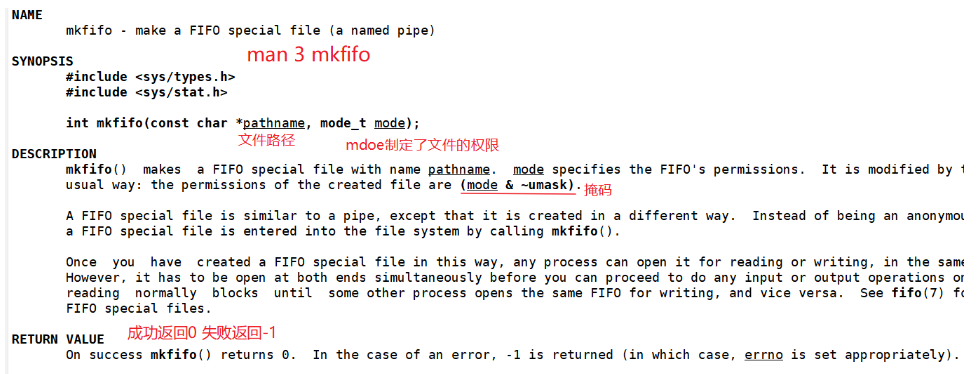 NAME
mkfifo - make a FIFO special file (a named pipe)
man 3 mkfifo
SYNOPSIS
#include <sys/types.h>
#include <sys/stat.h>
int mkfifo(const char *pathname, mode_t mode);
文件路径
mdoe制定了文件的权限
DESCRIPTION
mkfifo() makes a FIFO special file with name pathname. mode specifies the FIFO's permissions. It is modified by
usual way: the permissions of the created file are (mode & ~umask).
掩码
A FIFO special file is similar to a pipe, except that it is created in a different way. Instead of being an
a FIFO special file is entered into the file system by calling mkfifo().
Once you have created a FIFO special file in this way, any process can open it for reading or writing, in the same
However, it has to be open at both ends simultaneously before you can proceed to do any input or output operations
reading normally blocks until some other process opens the same FIFO for writing, and vice versa. See fifo(7)
FIFO special files.
成功返回0 失败返回-1
RETURN VALUE
On success mkfifo() returns 0. In the case of an error, -1 is returned (in which case, errno is set appropriately).